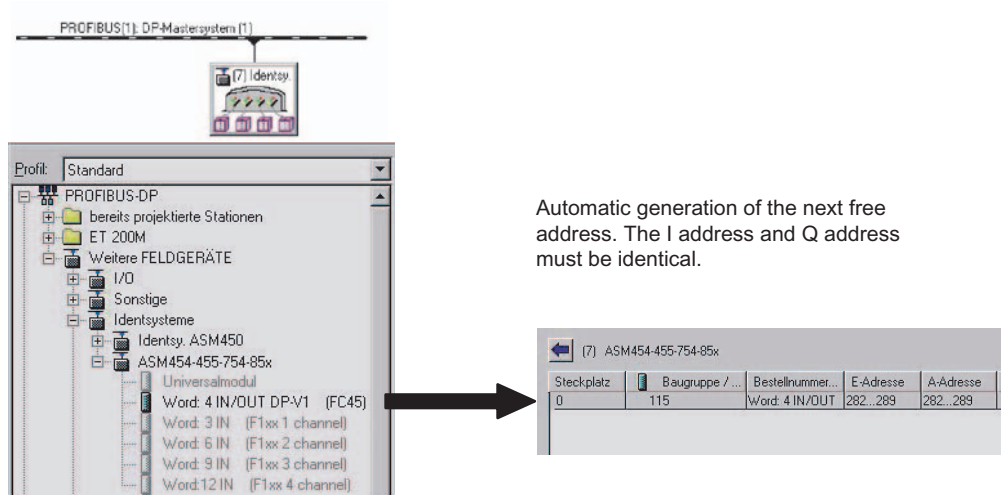 PROFIBUS(1): DP-Mastersystem (1)
(7) Identsy.
Profil: Standard
PROFIBUS-DP
bereits projektierte Stationen
ET 200M
Weitere FELDGERÄTE
I/O
Sonstige
Identsysteme
Identsy. ASM450
ASM454-455-754-85x
Universalmodul
Word: 4 IN/OUT DP-V1 (FC45)
Word: 3 IN (F1xx 1 channel)
Word: 6 IN (F1xx 2 channel)
Word: 9 IN (F1xx 3 channel)
Word:12 IN (F1xx 4 channel)
Automatic generation of the next free
address. The I address and Q address
must be identical.
(7) ASM454-455-754-85x
Steckplatz Baugruppe / ... Bestellnummer... E-Adresse A-Adresse
0 115 Word: 4 IN/OUT 282...289 282...289